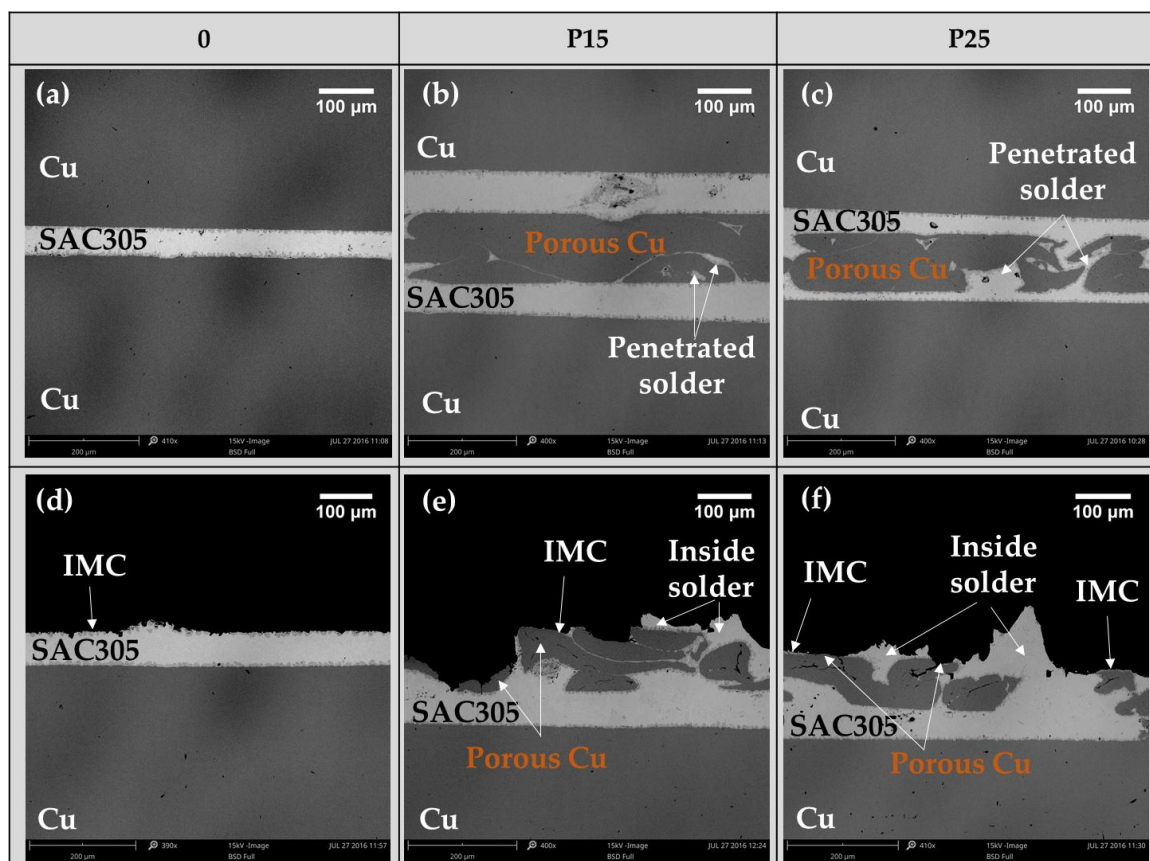 0
P15
P25
(a)
100 µm
Cu
SAC305
Cu
200 µm
410x
15kV -Image
JUL 27 2016 11:08
BSD Full
(b)
100 µm
Cu
Porous Cu
SAC305
Penetrated
solder
Cu
200 µm
400x
15kV -Image
JUL 27 2016 11:13
BSD Full
(c)
100 µm
Cu
Penetrated
solder
SAC305
Porous Cu
Cu
200 µm
400x
15kV -Image
JUL 27 2016 10:28
BSD Full
(d)
100 µm
IMC
SAC305
Cu
200 µm
390x
15kV -Image
JUL 27 2016 11:57
BSD Full
(e)
100 µm
IMC
Inside
solder
SAC305
Porous Cu
Cu
200 µm
400x
15kV -Image
JUL 27 2016 12:24
BSD Full
(f)
100 µm
IMC
Inside
solder
IMC
SAC305
Porous Cu
Cu
200 µm
410x
15kV -Image
JUL 27 2016 11:30
BSD Full